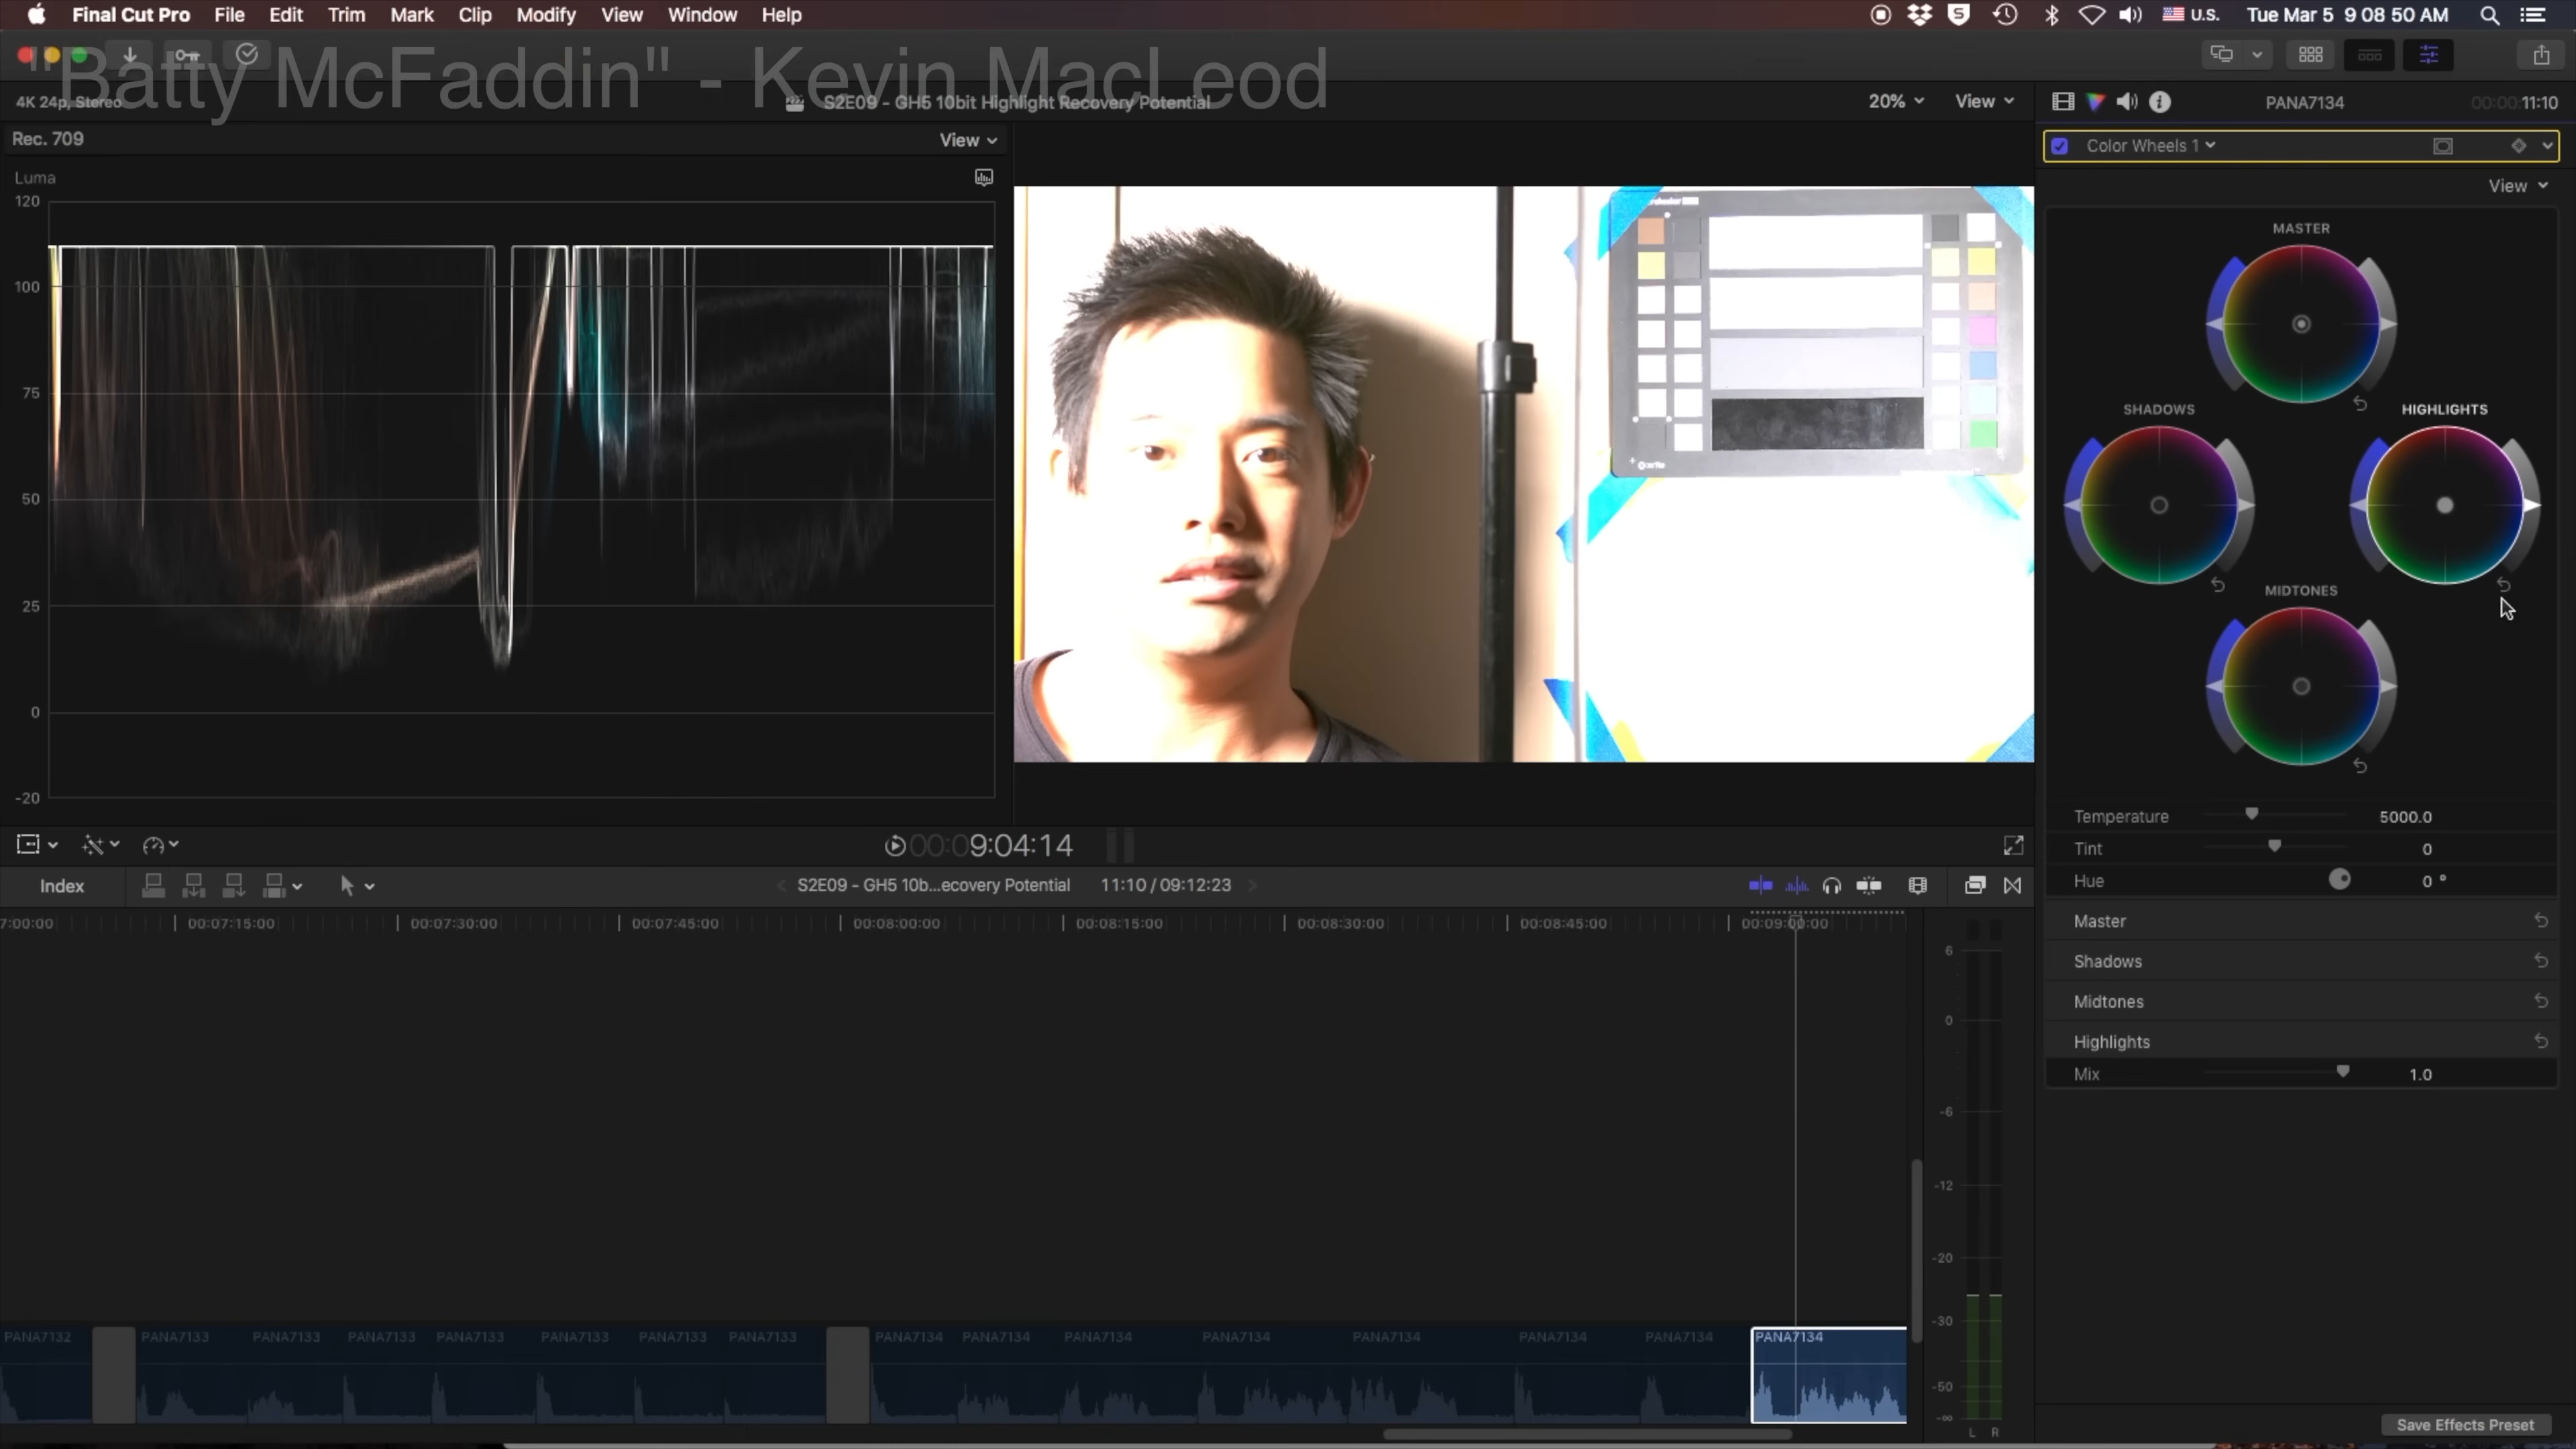 Final Cut Pro File Edit Trim Mark Clip Modify View Window Help U.S. Tue Mar 5 9 08 50 AM
"Batty McFaddin" - Kevin MacLeod
4K 24p, Stereo S2E09 - GH5 10bit Highlight Recovery Potential 20% View PANA7134 00:00:11:10
Rec. 709 View
Color Wheels 1
View
Luma
120
100
75
50
25
0
-20
MASTER
SHADOWS HIGHLIGHTS
MIDTONES
Temperature 5000.0
Tint 0
Hue 0 °
Master
Shadows
Midtones
Highlights
Mix 1.0
00:09:04:14
Index S2E09 - GH5 10b...ecovery Potential 11:10 / 09:12:23
7:00:00 00:07:15:00 00:07:30:00 00:07:45:00 00:08:00:00 00:08:15:00 00:08:30:00 00:08:45:00 00:09:00:00
6
0
-6
-12
-20
-30
-50
-∞
L R
PANA7132 PANA7133 PANA7133 PANA7133 PANA7133 PANA7133 PANA7133 PANA7133 PANA7134 PANA7134 PANA7134 PANA7134 PANA7134 PANA7134 PANA7134 PANA7134
Save Effects Preset